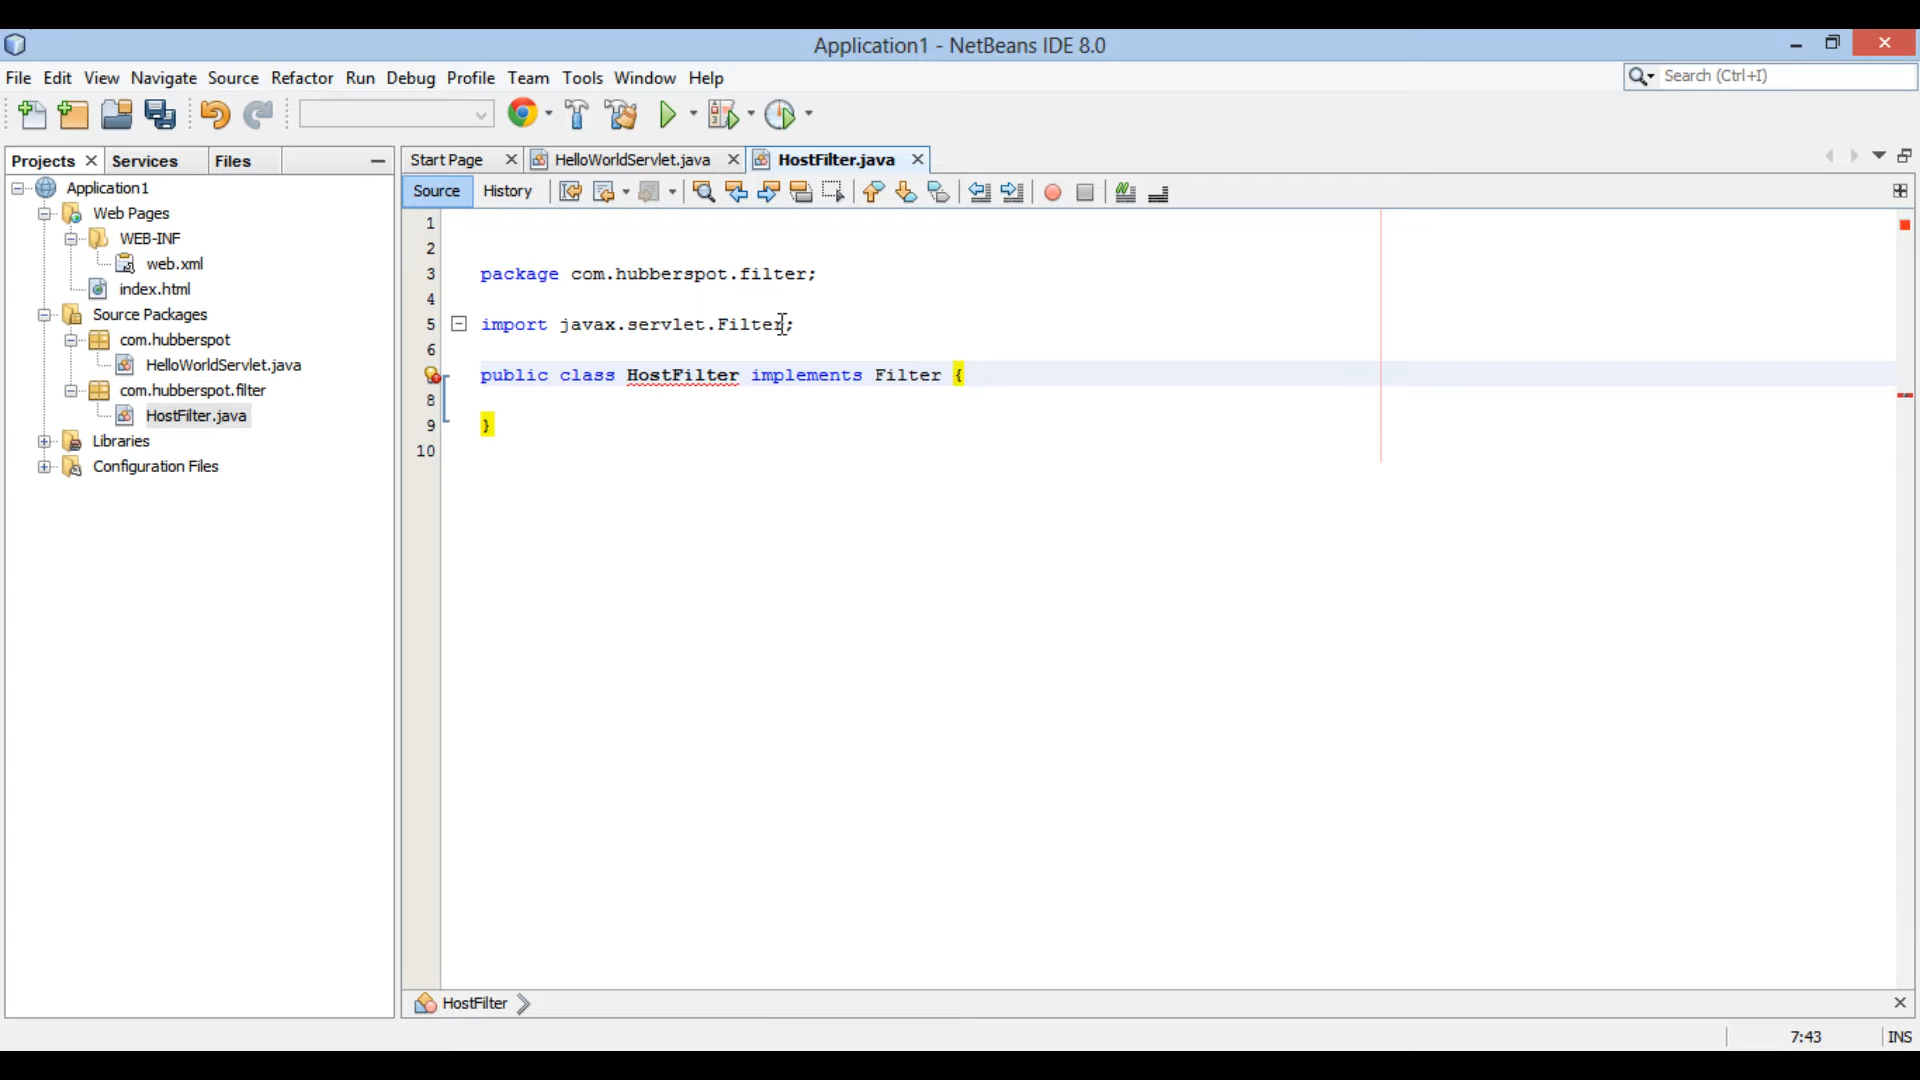 Application1 - NetBeans IDE 8.0
File Edit View Navigate Source Refactor Run Debug Profile Team Tools Window Help
Search (Ctrl+I)
Projects Services Files
Start Page HelloWorldServlet.java HostFilter.java
Source History
Application1
Web Pages
WEB-INF
web.xml
index.html
Source Packages
com.hubberspot
HelloWorldServlet.java
com.hubberspot.filter
HostFilter.java
Libraries
Configuration Files
1
2
3 package com.hubberspot.filter;
4
5 import javax.servlet.Filter;
6
public class HostFilter implements Filter {
8
9 }
10
HostFilter
7:43 INS